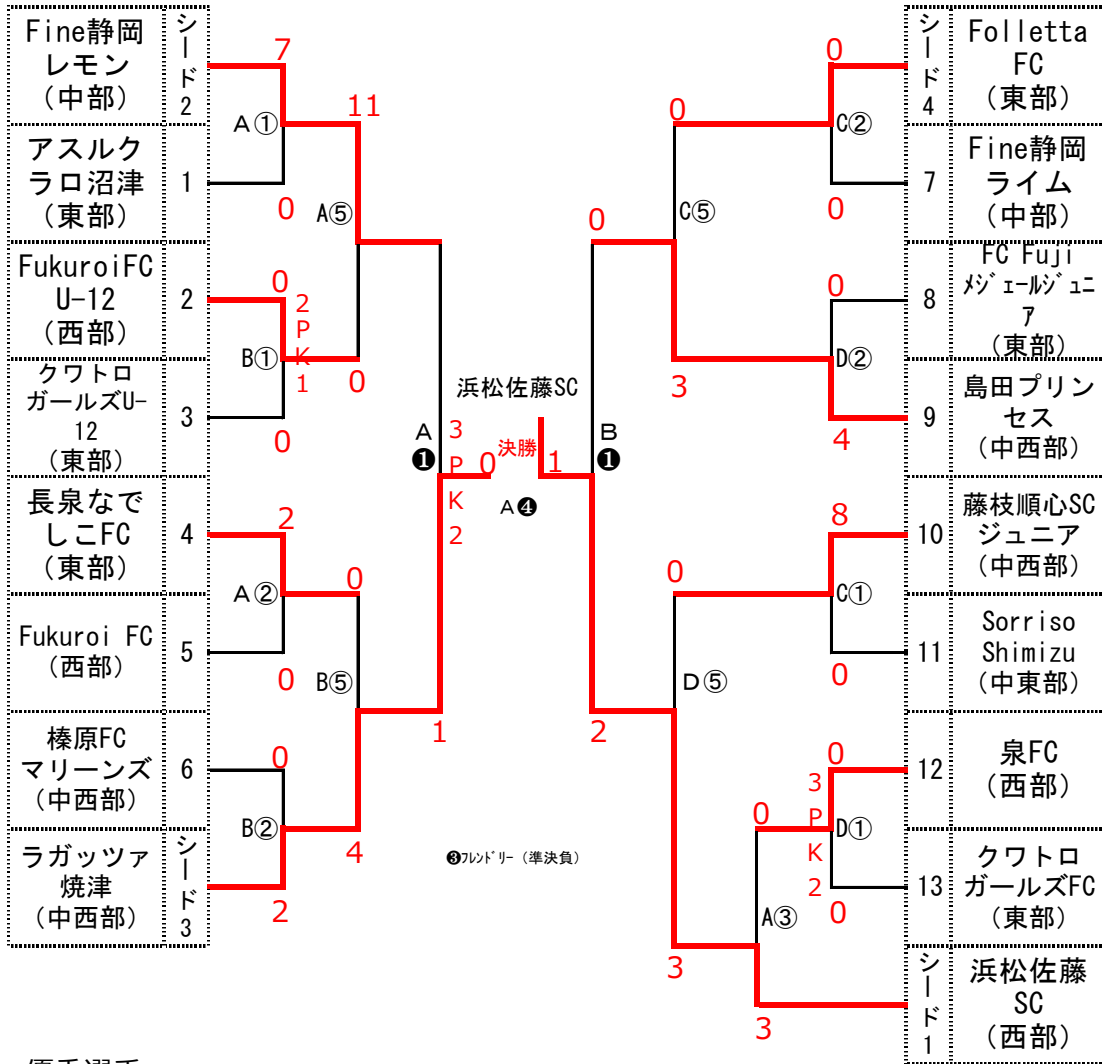 Fine静岡
レモン
(中部)
シード2
アスルク
ラロ沼津
(東部)
1
FukuroiFC
U-12
(西部)
2
クワトロ
ガールズU-
12
(東部)
3
長泉なで
しこFC
(東部)
4
Fukuroi FC
(西部)
5
榛原FC
マリーンズ
(中西部)
6
ラガッツァ
焼津
(中西部)
シード3
7
A①
0
0
B①
2PK1
0
2
A②
0
0
B②
2
11
A⑤
0
0
B⑤
4
A❶
3PK2
1
浜松佐藤SC
0
決勝
1
A❹
❸フレンドリー (準決負)
0
B❶
2
0
C⑤
3
0
D⑤
3
0
A③
3
0
C②
0
0
D②
4
8
C①
0
0
3PK2
D①
0
シード4
Folletta
FC
(東部)
7
Fine静岡
ライム
(中部)
8
FC Fuji
メジェールジュニ
ア
(東部)
9
島田プリン
セス
(中西部)
10
藤枝順心SC
ジュニア
(中西部)
11
Sorriso
Shimizu
(中東部)
12
泉FC
(西部)
13
クワトロ
ガールズFC
(東部)
シード1
浜松佐藤
SC
(西部)